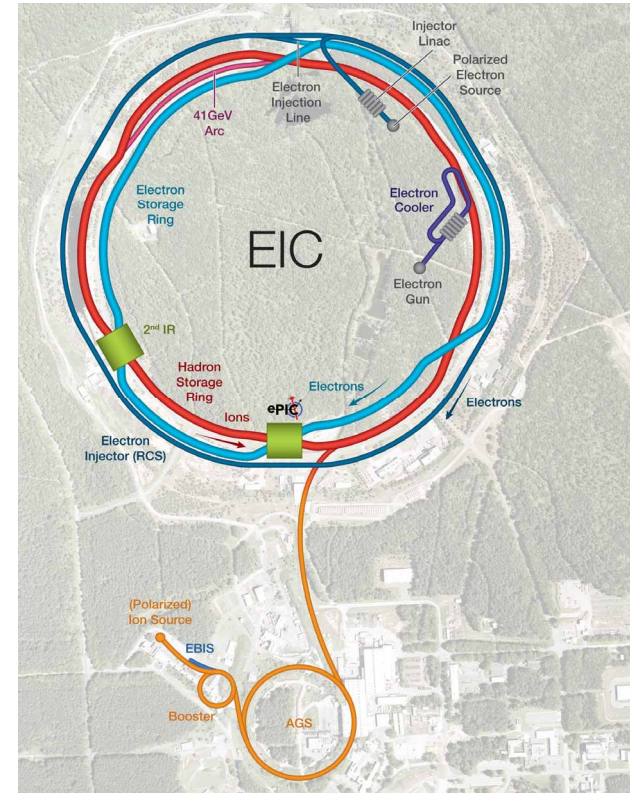 Injector
Linac
Polarized
Electron
Source
Electron
Injection
Line
41GeV
Arc
Electron
Storage
Ring
Electron
Cooler
EIC
Electron
Gun
2nd IR
Hadron
Storage
Ring
Electrons
ePIC
Ions
Electrons
Electron
Injector (RCS)
(Polarized)
Ion Source
EBIS
Booster
AGS